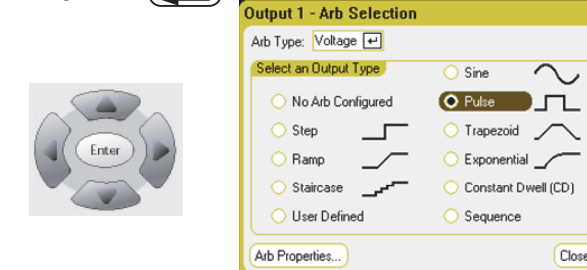 Output 1 - Arb Selection
Arb Type: Voltage
Select an Output Type
Sine
No Arb Configured
Pulse
Step
Trapezoid
Ramp
Exponential
Staircase
Constant Dwell (CD)
User Defined
Sequence
Enter
Arb Properties...
Close